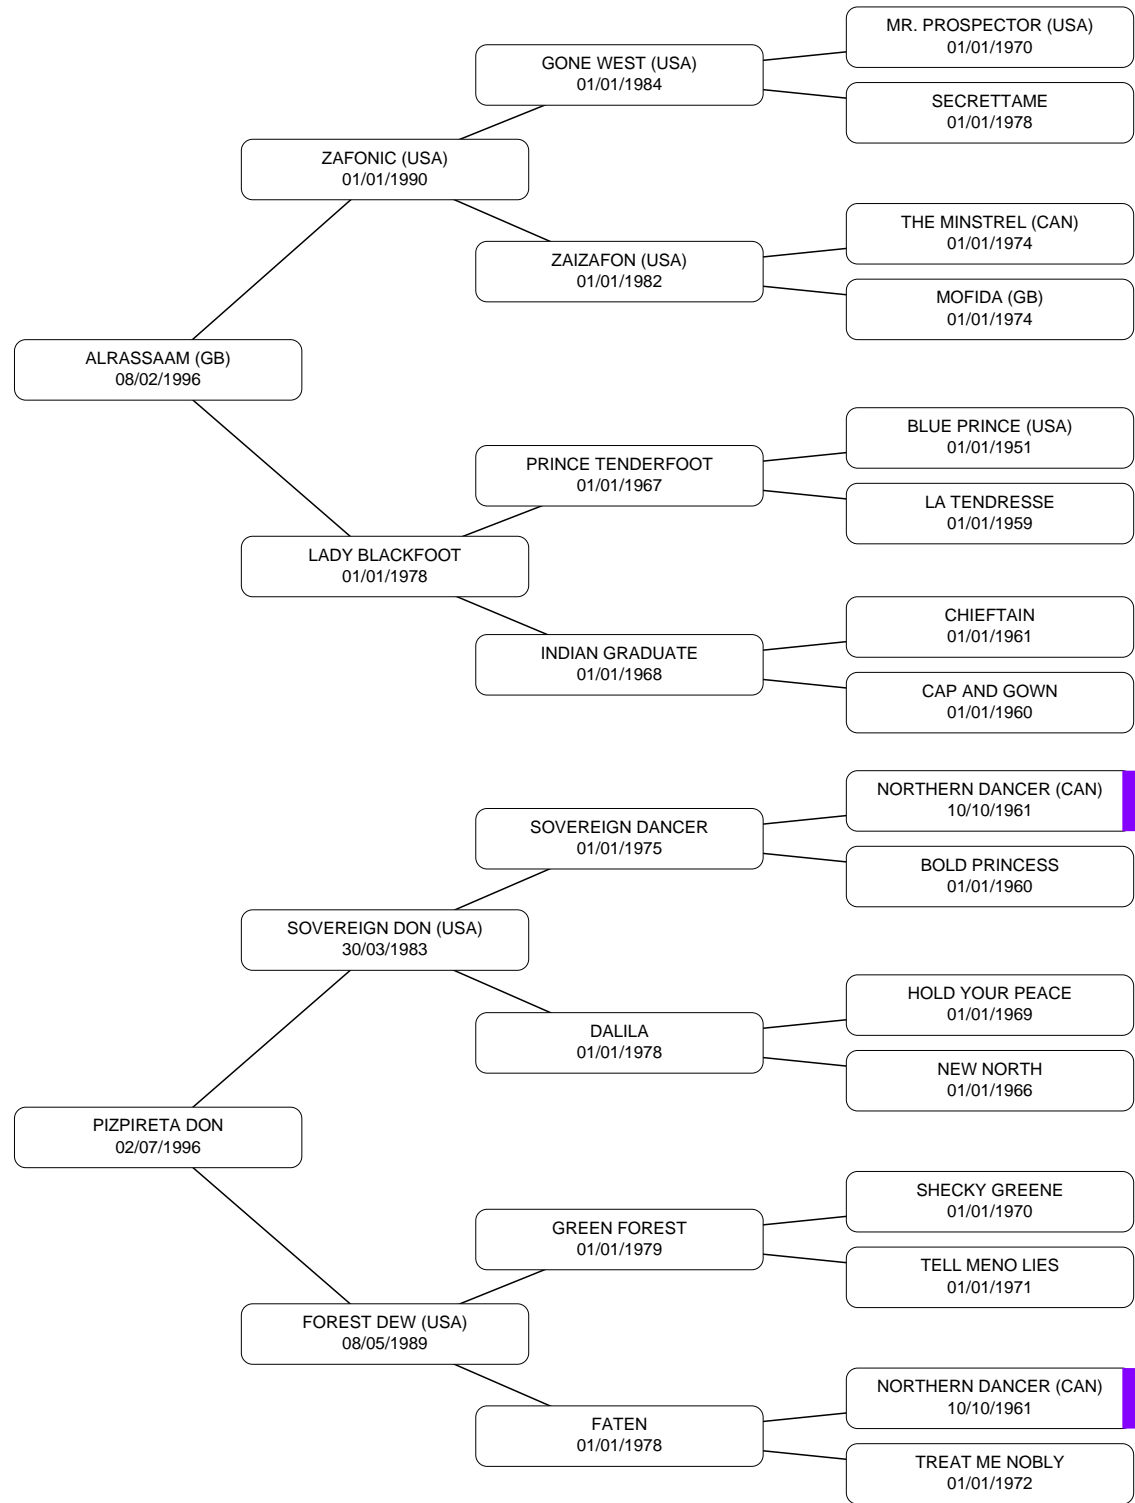 MR. PROSPECTOR (USA)
01/01/1970
GONE WEST (USA)
01/01/1984
SECRETTAME
01/01/1978
ZAFONIC (USA)
01/01/1990
THE MINSTREL (CAN)
01/01/1974
ZAIZAFON (USA)
01/01/1982
MOFIDA (GB)
01/01/1974
ALRASSAAM (GB)
08/02/1996
BLUE PRINCE (USA)
01/01/1951
PRINCE TENDERFOOT
01/01/1967
LA TENDRESSE
01/01/1959
LADY BLACKFOOT
01/01/1978
CHIEFTAIN
01/01/1961
INDIAN GRADUATE
01/01/1968
CAP AND GOWN
01/01/1960
NORTHERN DANCER (CAN)
10/10/1961
SOVEREIGN DANCER
01/01/1975
BOLD PRINCESS
01/01/1960
SOVEREIGN DON (USA)
30/03/1983
HOLD YOUR PEACE
01/01/1969
DALILA
01/01/1978
NEW NORTH
01/01/1966
PIZPIRETA DON
02/07/1996
SHECKY GREENE
01/01/1970
GREEN FOREST
01/01/1979
TELL MENO LIES
01/01/1971
FOREST DEW (USA)
08/05/1989
NORTHERN DANCER (CAN)
10/10/1961
FATEN
01/01/1978
TREAT ME NOBLY
01/01/1972